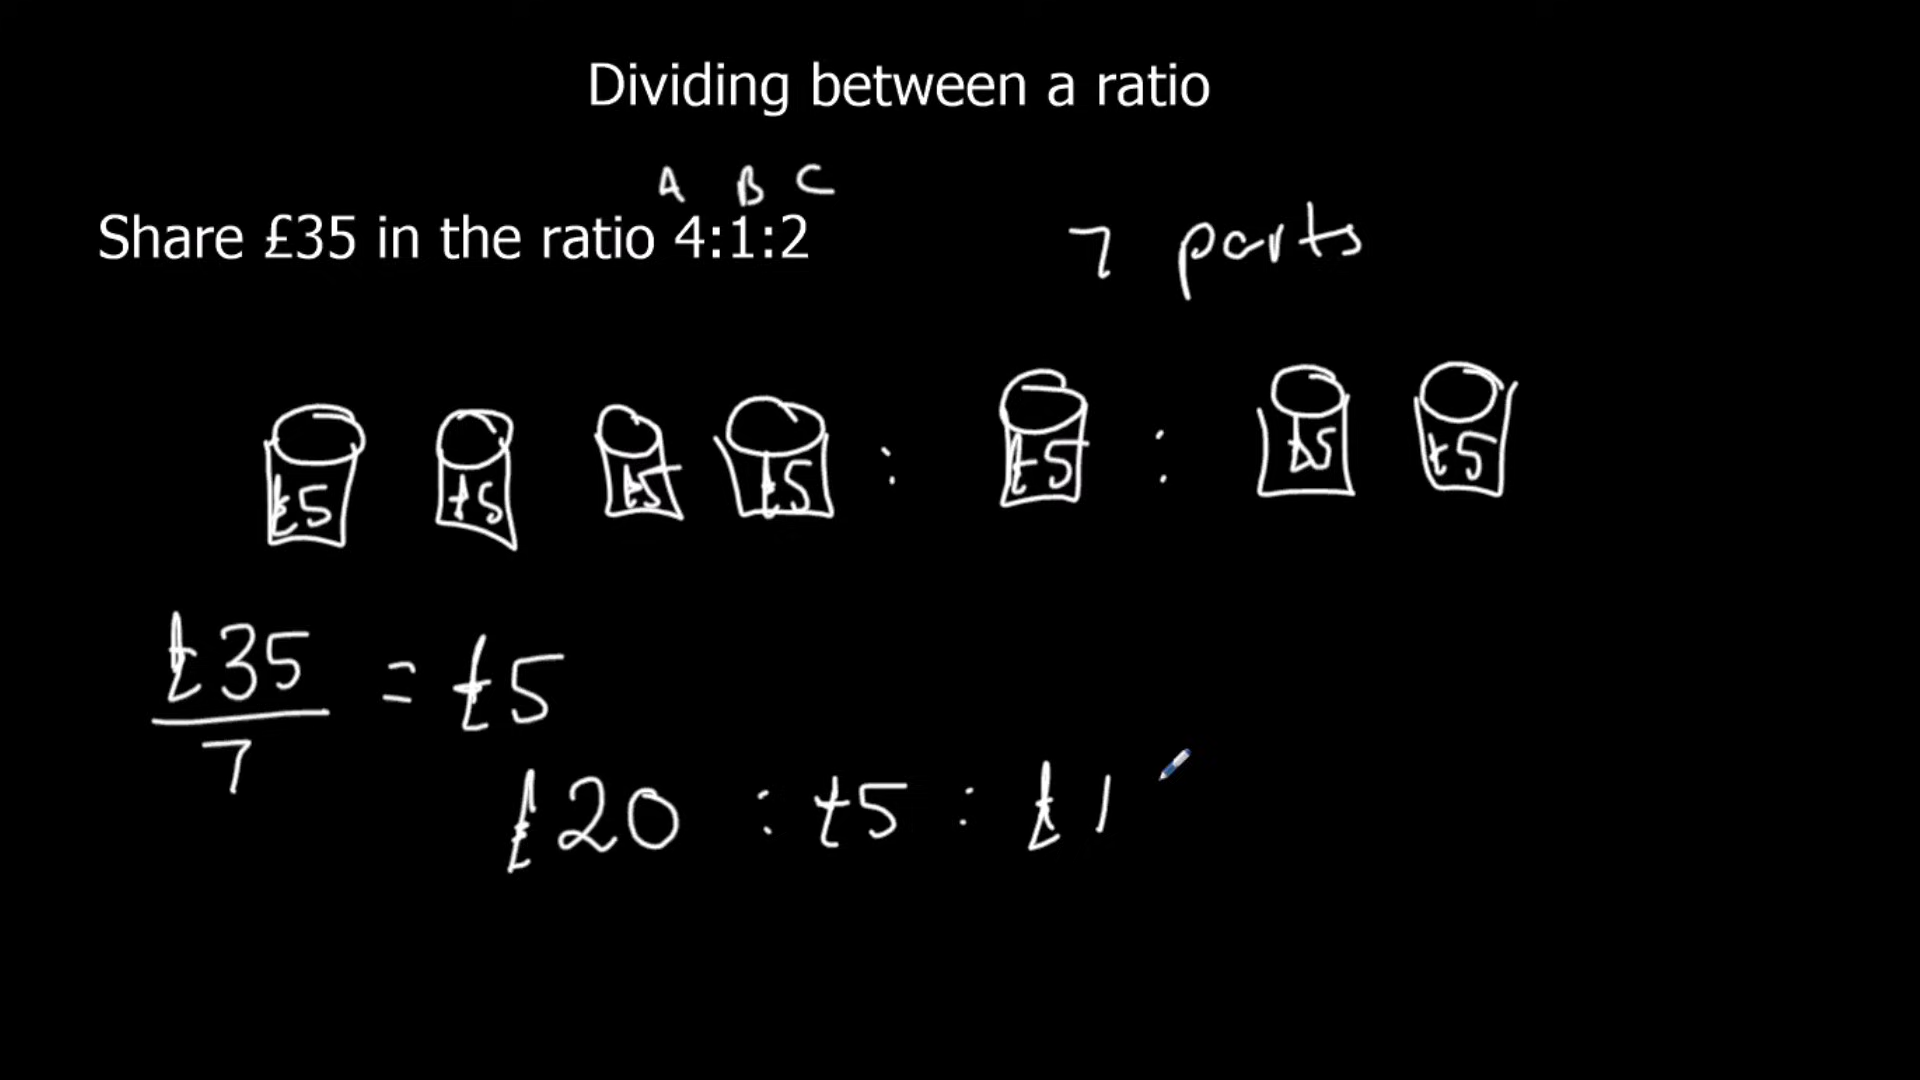 Dividing between a ratio
A B C
Share £35 in the ratio 4:1:2
7 parts
£5 £5 £5 £5 : £5 : £5 £5
£35
7
= £5
£20 : £5 : £1